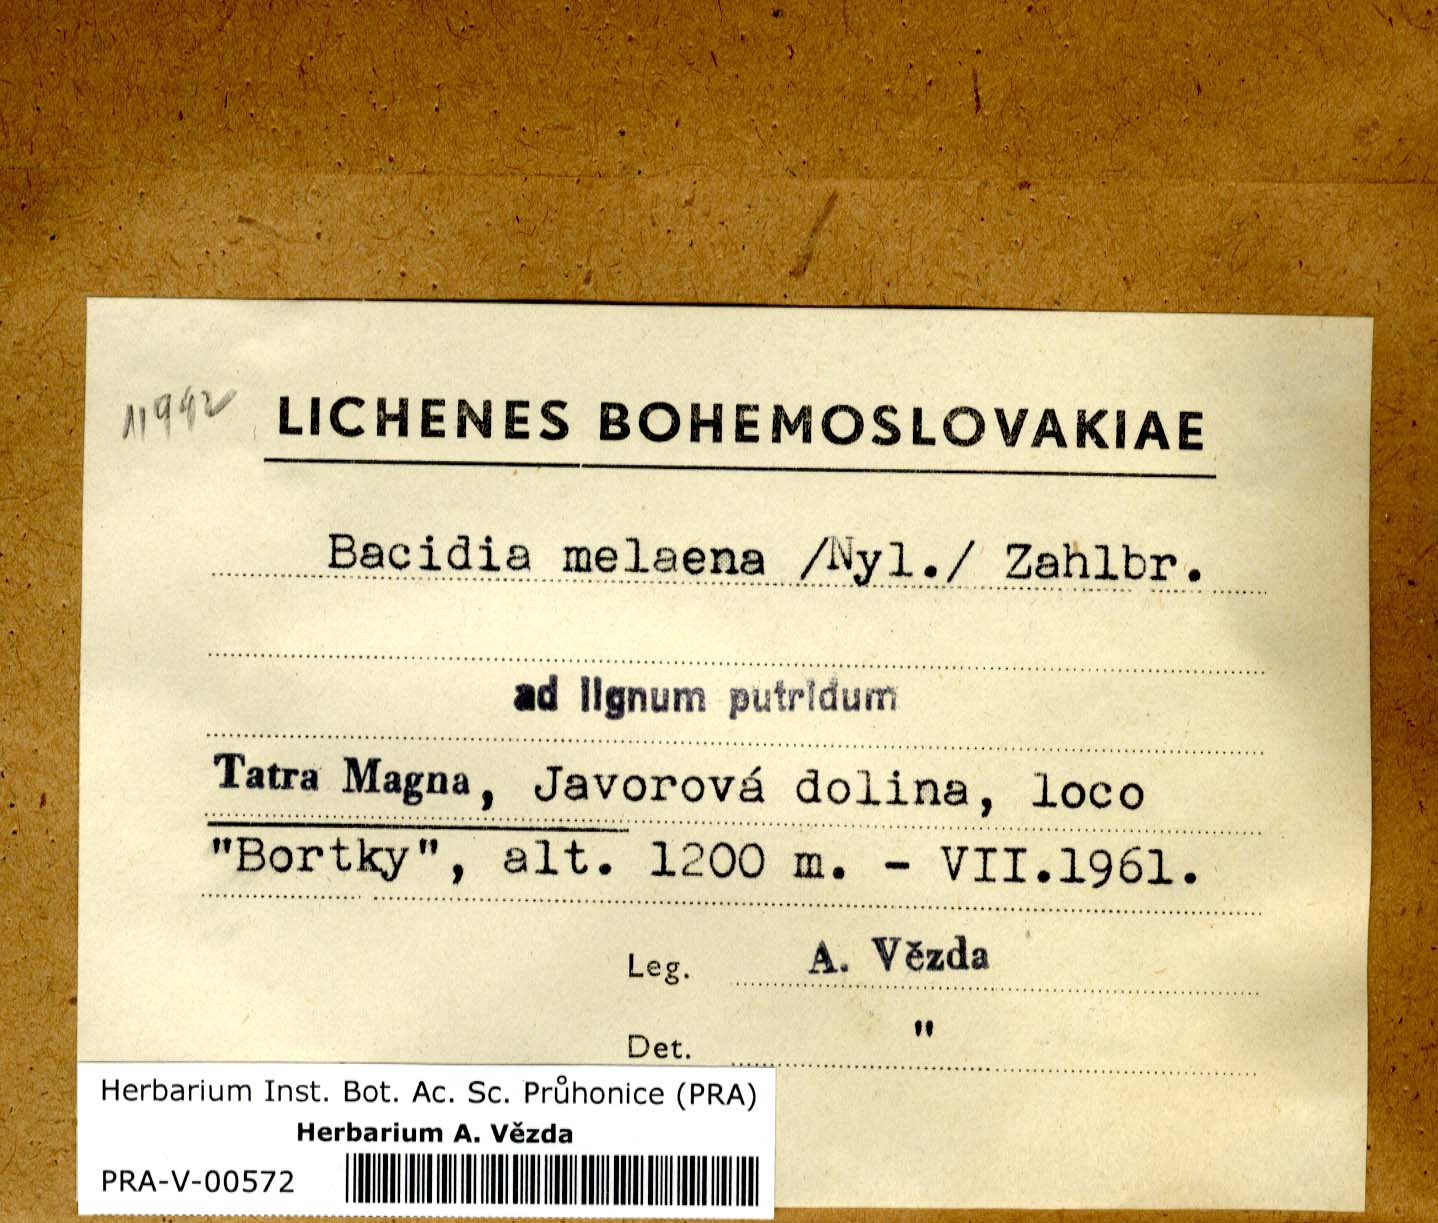 11992
LICHENES BOHEMOSLOVAKIAE
Bacidia melaena /Nyl./ Zahlbr.
ad lignum putridum
Tatra Magna, Javorová dolina, loco
"Bortky", alt. 1200 m. - VII.1961.
Leg. A. Vězda
Det. "
Herbarium Inst. Bot. Ac. Sc. Průhonice (PRA)
Herbarium A. Vězda
PRA-V-00572